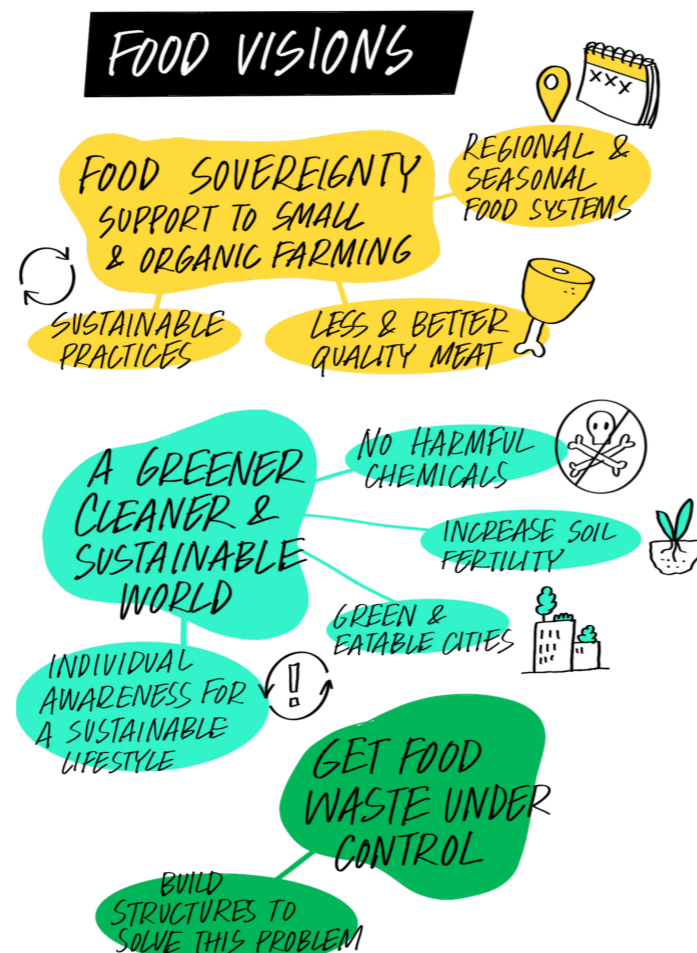 FOOD VISIONS
FOOD SOVEREIGNTY
SUPPORT TO SMALL
& ORGANIC FARMING
REGIONAL &
SEASONAL
FOOD SYSTEMS
XXX
SUSTAINABLE
PRACTICES
LESS & BETTER
QUALITY MEAT
A GREENER
CLEANER &
SUSTAINABLE
WORLD
NO HARMFUL
CHEMICALS
INCREASE SOIL
FERTILITY
GREEN &
EATABLE CITIES
INDIVIDUAL
AWARENESS FOR
A SUSTAINABLE
LIFESTYLE
!
GET FOOD
WASTE UNDER
CONTROL
BUILD
STRUCTURES TO
SOLVE THIS PROBLEM